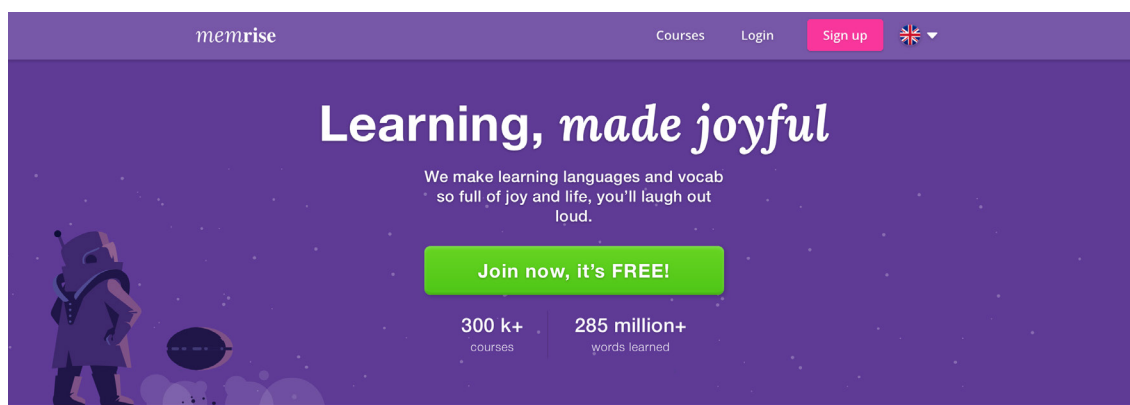 memrise
Courses
Login
Sign up
Learning, made joyful
We make learning languages and vocab
so full of joy and life, you'll laugh out
loud.
Join now, it's FREE!
300 k+
courses
285 million+
words learned